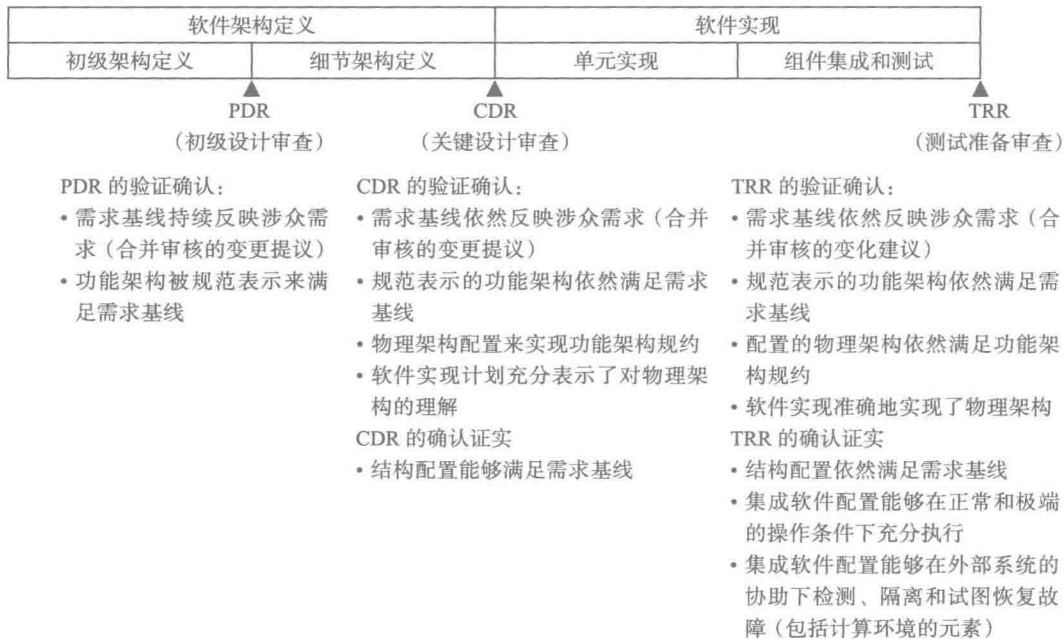 软件架构定义 软件实现
初级架构定义 细节架构定义 单元实现 组件集成和测试
PDR
(初级设计审查)
CDR
(关键设计审查)
TRR
(测试准备审查)
PDR 的验证确认:
• 需求基线持续反映涉众需
求(合并审核的变更提议)
• 功能架构被规范表示来满
足需求基线
CDR 的验证确认:
• 需求基线依然反映涉众需求(合并
审核的变更提议)
• 规范表示的功能架构依然满足需求
基线
• 物理架构配置来实现功能架构规约
• 软件实现计划充分表示了对物理架
构的理解
CDR 的确认证实
• 结构配置能够满足需求基线
TRR 的验证确认:
• 需求基线依然反映涉众需求(合
并审核的变化建议)
• 规范表示的功能架构依然满足需
求基线
• 配置的物理架构依然满足功能架
构规约
• 软件实现准确地实现了物理架构
TRR 的确认证实
• 结构配置依然满足需求基线
• 集成软件配置能够在正常和极端
的操作条件下充分执行
• 集成软件配置能够在外部系统的
协助下检测、隔离和试图恢复故
障(包括计算环境的元素)